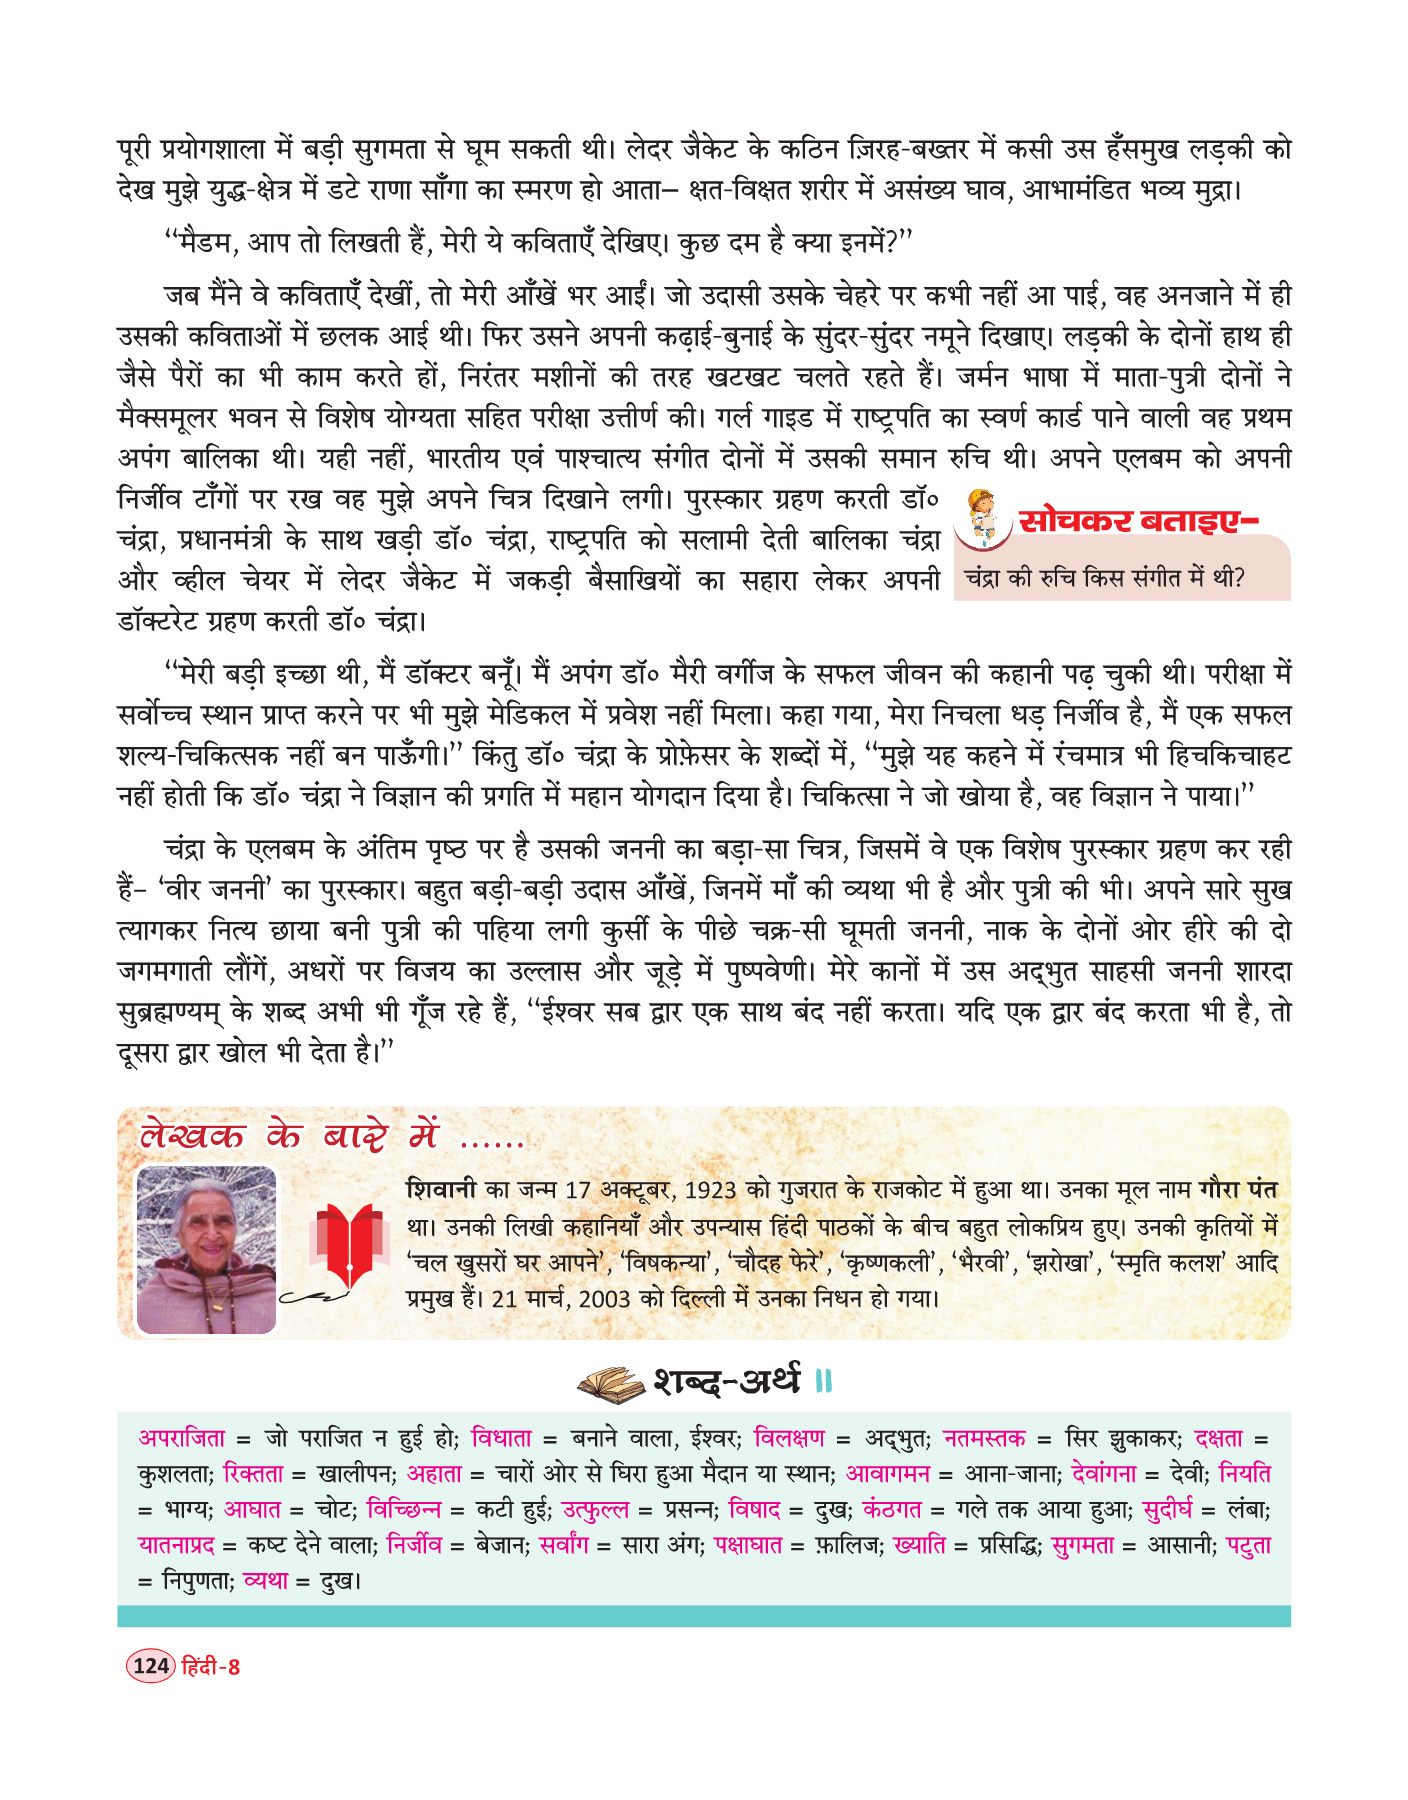 पूरी प्रयोगशाला में बड़ी सुगमता से घूम सकती थी। लेदर जैकेट के कठिन ज़िरह-बख्तर में कसी उस हँसमुख लड़की को
देख मुझे युद्ध-क्षेत्र में डटे राणा साँगा का स्मरण हो आता– क्षत-विक्षत शरीर में असंख्य घाव, आभामंडित भव्य मुद्रा।
“मैडम, आप तो लिखती हैं, मेरी ये कविताएँ देखिए। कुछ दम है क्या इनमें?”
जब मैंने वे कविताएँ देखीं, तो मेरी आँखें भर आईं। जो उदासी उसके चेहरे पर कभी नहीं आ पाई, वह अनजाने में ही
उसकी कविताओं में छलक आई थी। फिर उसने अपनी कढ़ाई-बुनाई के सुंदर-सुंदर नमूने दिखाए। लड़की के दोनों हाथ ही
जैसे पैरों का भी काम करते हों, निरंतर मशीनों की तरह खटखट चलते रहते हैं। जर्मन भाषा में माता-पुत्री दोनों ने
मैक्समूलर भवन से विशेष योग्यता सहित परीक्षा उत्तीर्ण की। गर्ल गाइड में राष्ट्रपति का स्वर्ण कार्ड पाने वाली वह प्रथम
अपंग बालिका थी। यही नहीं, भारतीय एवं पाश्चात्य संगीत दोनों में उसकी समान रुचि थी। अपने एलबम को अपनी
निर्जीव टाँगों पर रख वह मुझे अपने चित्र दिखाने लगी। पुरस्कार ग्रहण करती डॉ०
चंद्रा, प्रधानमंत्री के साथ खड़ी डॉ० चंद्रा, राष्ट्रपति को सलामी देती बालिका चंद्रा
और व्हील चेयर में लेदर जैकेट में जकड़ी बैसाखियों का सहारा लेकर अपनी
डॉक्टरेट ग्रहण करती डॉ० चंद्रा।
सोचकर बताइए–
चंद्रा की रुचि किस संगीत में थी?
“मेरी बड़ी इच्छा थी, मैं डॉक्टर बनूँ। मैं अपंग डॉ० मैरी वर्गीज के सफल जीवन की कहानी पढ़ चुकी थी। परीक्षा में
सर्वोच्च स्थान प्राप्त करने पर भी मुझे मेडिकल में प्रवेश नहीं मिला। कहा गया, मेरा निचला धड़ निर्जीव है, मैं एक सफल
शल्य-चिकित्सक नहीं बन पाऊँगी।” किंतु डॉ० चंद्रा के प्रोफ़ेसर के शब्दों में, “मुझे यह कहने में रंचमात्र भी हिचकिचाहट
नहीं होती कि डॉ० चंद्रा ने विज्ञान की प्रगति में महान योगदान दिया है। चिकित्सा ने जो खोया है, वह विज्ञान ने पाया।”
चंद्रा के एलबम के अंतिम पृष्ठ पर है उसकी जननी का बड़ा-सा चित्र, जिसमें वे एक विशेष पुरस्कार ग्रहण कर रही
हैं– ‘वीर जननी’ का पुरस्कार। बहुत बड़ी-बड़ी उदास आँखें, जिनमें माँ की व्यथा भी है और पुत्री की भी। अपने सारे सुख
त्यागकर नित्य छाया बनी पुत्री की पहिया लगी कुर्सी के पीछे चक्र-सी घूमती जननी, नाक के दोनों ओर हीरे की दो
जगमगाती लौंगें, अधरों पर विजय का उल्लास और जूड़े में पुष्पवेणी। मेरे कानों में उस अद्भुत साहसी जननी शारदा
सुब्रह्मण्यम् के शब्द अभी भी गूँज रहे हैं, “ईश्वर सब द्वार एक साथ बंद नहीं करता। यदि एक द्वार बंद करता भी है, तो
दूसरा द्वार खोल भी देता है।”
लेखक के बारे में ......
शिवानी का जन्म 17 अक्टूबर, 1923 को गुजरात के राजकोट में हुआ था। उनका मूल नाम गौरा पंत
था। उनकी लिखी कहानियाँ और उपन्यास हिंदी पाठकों के बीच बहुत लोकप्रिय हुए। उनकी कृतियों में
‘चल खुसरों घर आपने’, ‘विषकन्या’, ‘चौदह फेरे’, ‘कृष्णकली’, ‘भैरवी’, ‘झरोखा’, ‘स्मृति कलश’ आदि
प्रमुख हैं। 21 मार्च, 2003 को दिल्ली में उनका निधन हो गया।
शब्द-अर्थ
अपराजिता = जो पराजित न हुई हो; विधाता = बनाने वाला, ईश्वर; विलक्षण = अद्भुत; नतमस्तक = सिर झुकाकर; दक्षता =
कुशलता; रिक्तता = खालीपन; अहाता = चारों ओर से घिरा हुआ मैदान या स्थान; आवागमन = आना-जाना; देवांगना = देवी; नियति
= भाग्य; आघात = चोट; विच्छिन्न = कटी हुई; उत्फुल्ल = प्रसन्न; विषाद = दुख; कंठगत = गले तक आया हुआ; सुदीर्घ = लंबा;
यातनाप्रद = कष्ट देने वाला; निर्जीव = बेजान; सर्वांग = सारा अंग; पक्षाघात = फ़ालिज; ख्याति = प्रसिद्धि; सुगमता = आसानी; पटुता
= निपुणता; व्यथा = दुख।
124 हिंदी-8